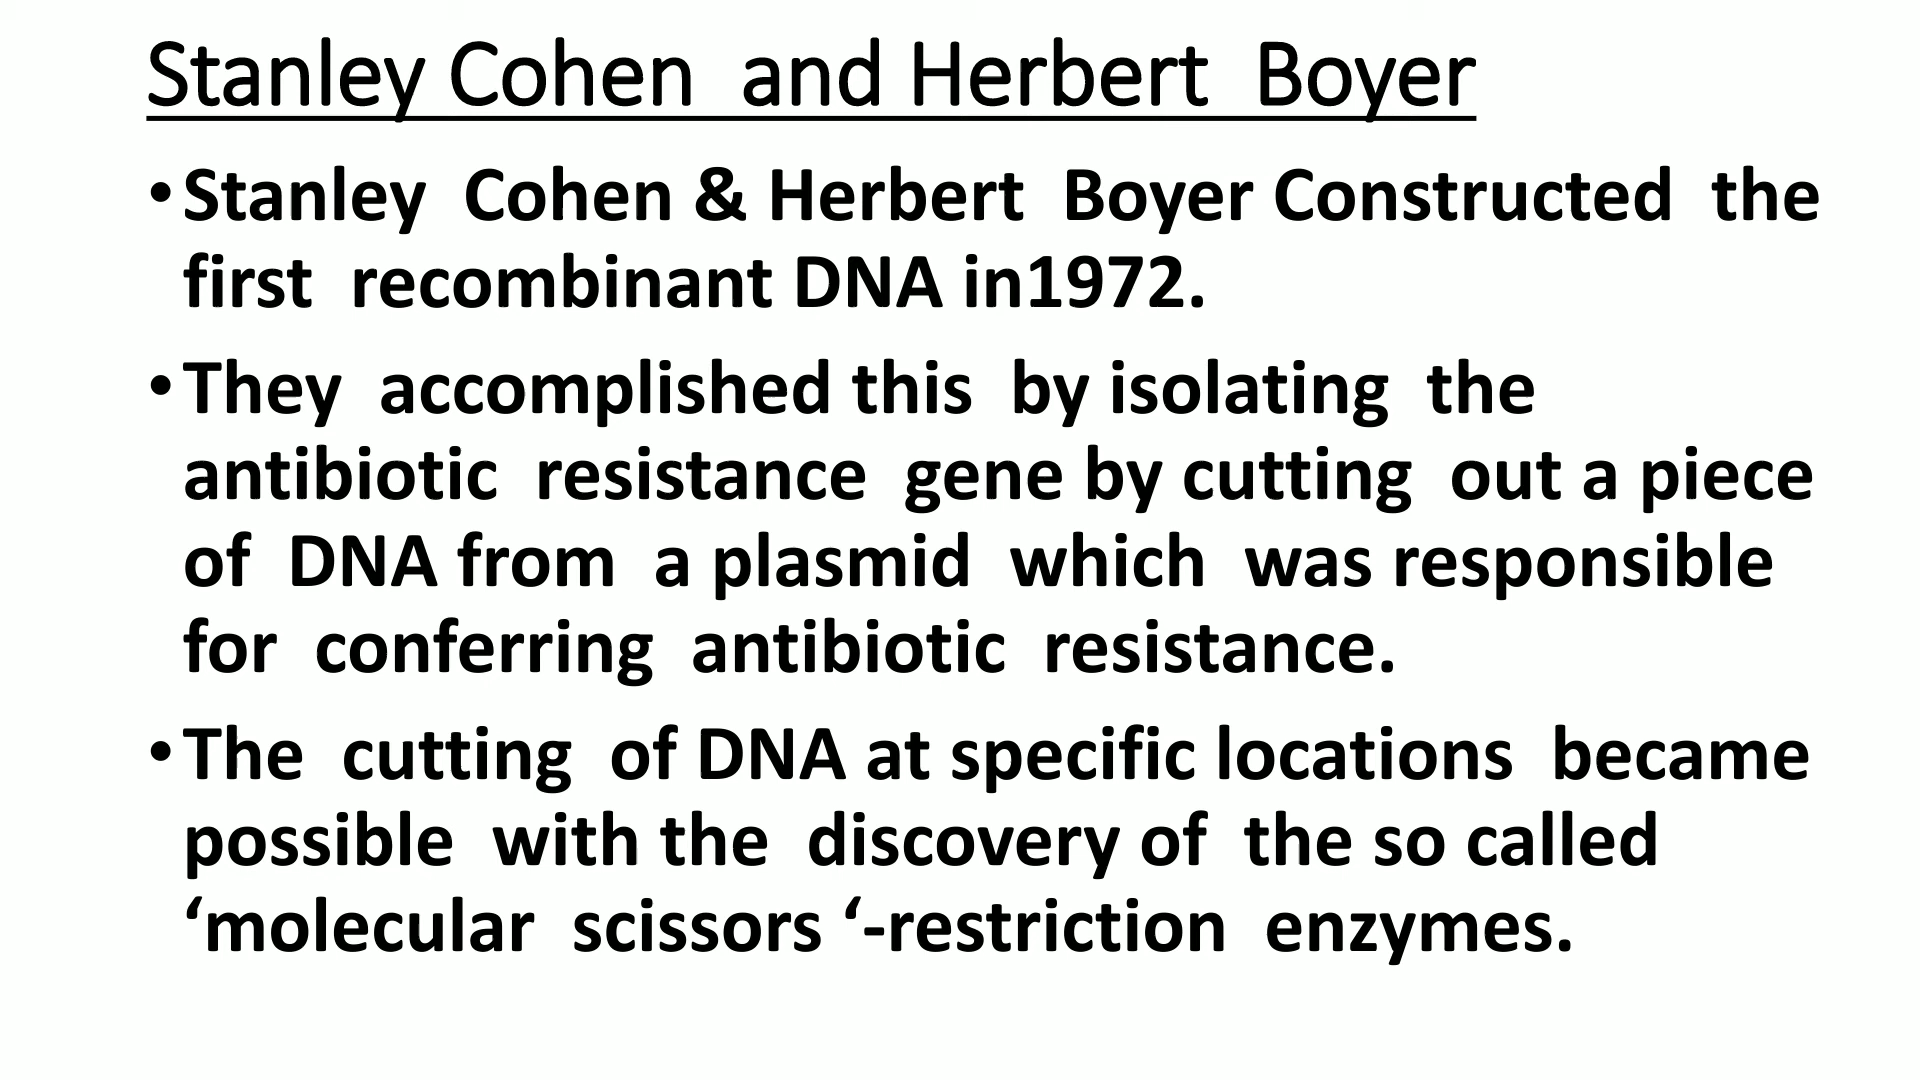 Stanley Cohen and Herbert Boyer
•Stanley Cohen & Herbert Boyer Constructed the
first recombinant DNA in1972.
•They accomplished this by isolating the
antibiotic resistance gene by cutting out a piece
of DNA from a plasmid which was responsible
for conferring antibiotic resistance.
•The cutting of DNA at specific locations became
possible with the discovery of the so called
‘molecular scissors ‘-restriction enzymes.